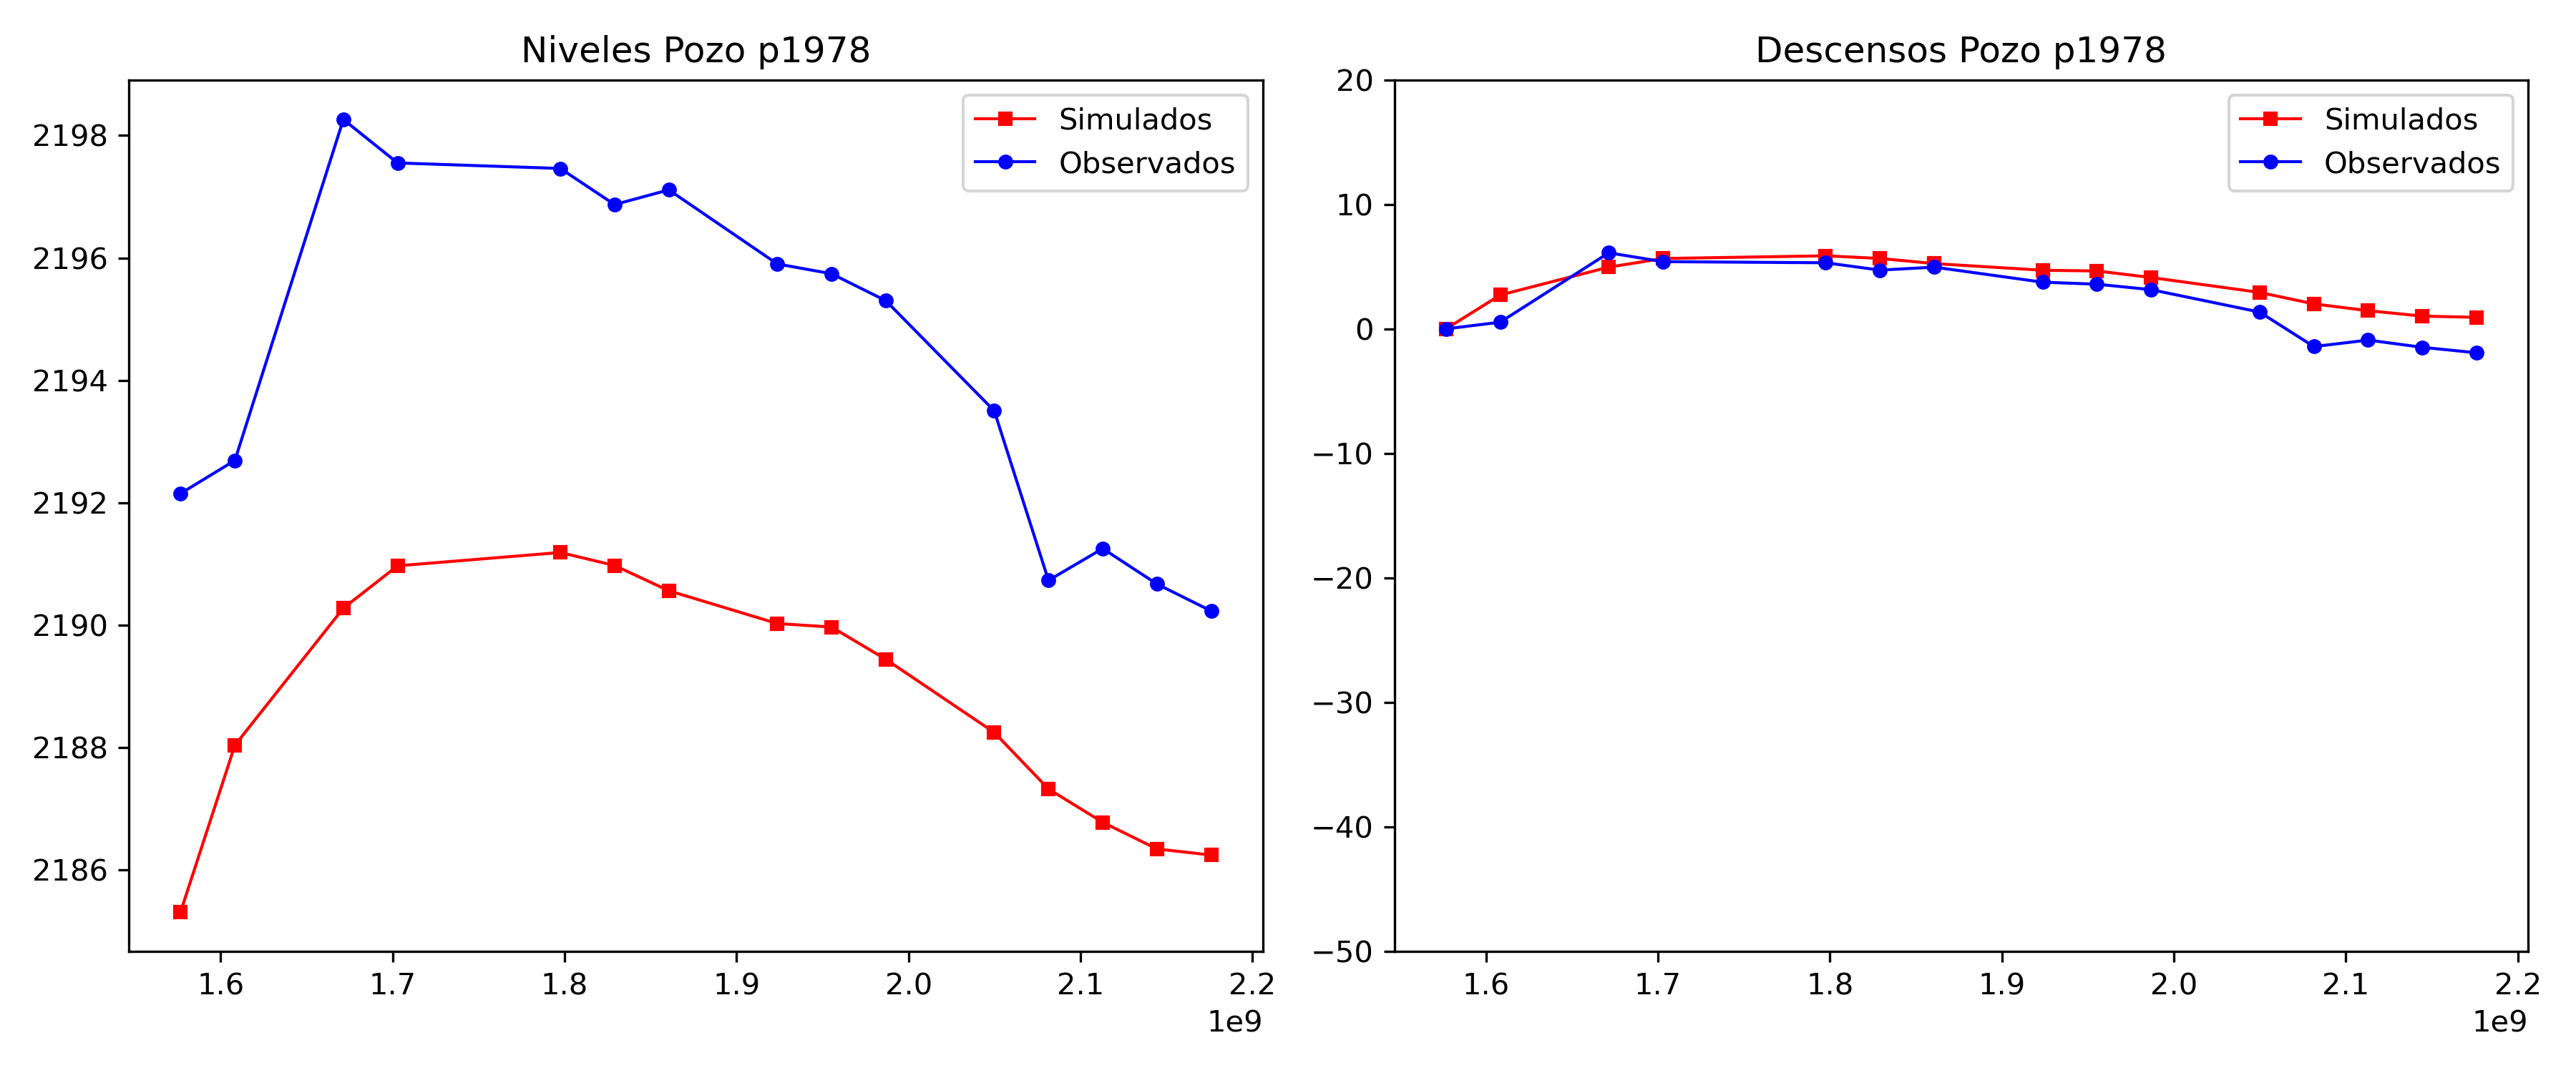 Niveles Pozo p1978
Simulados
Observados
2198
2196
2194
2192
2190
2188
2186
1.6 1.7 1.8 1.9 2.0 2.1 2.2
1e9
Descensos Pozo p1978
Simulados
Observados
20
10
0
−10
−20
−30
−40
−50
1.6 1.7 1.8 1.9 2.0 2.1 2.2
1e9